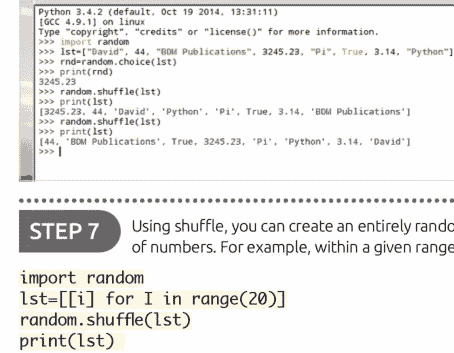 Python 3.4.2 (default, Oct 19 2014, 13:31:11)
[GCC 4.9.1] on linux
Type "copyright", "credits" or "license()" for more information.
>>> import random
>>> lst=["David", 44, "BDM Publications", 3245.23, "Pi", True, 3.14, "Python"]
>>> rnd=random.choice(lst)
>>> print(rnd)
3245.23
>>> random.shuffle(lst)
>>> print(lst)
[3245.23, 44, 'David', 'Python', 'Pi', True, 3.14, 'BDM Publications']
>>> random.shuffle(lst)
>>> print(lst)
[44, 'BDM Publications', True, 3245.23, 'Pi', 'Python', 3.14, 'David']
>>>
STEP 7
Using shuffle, you can create an entirely rando
of numbers. For example, within a given range
import random
lst=[[i] for I in range(20)]
random.shuffle(lst)
print(lst)